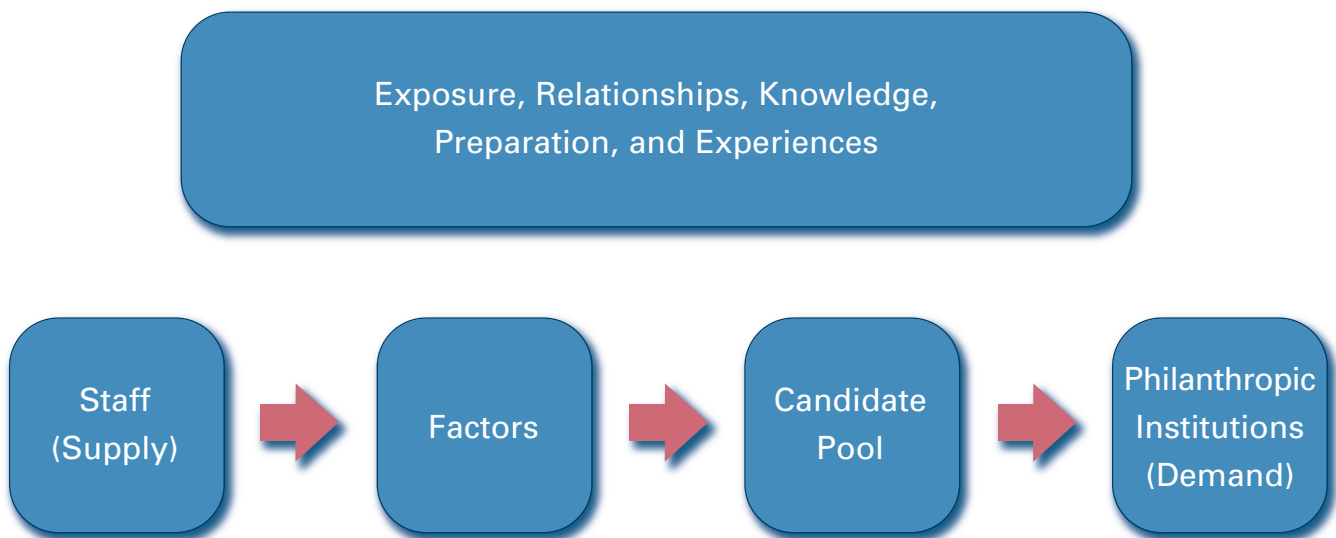 Exposure, Relationships, Knowledge,
Preparation, and Experiences
Staff
(Supply)
Factors
Candidate
Pool
Philanthropic
Institutions
(Demand)